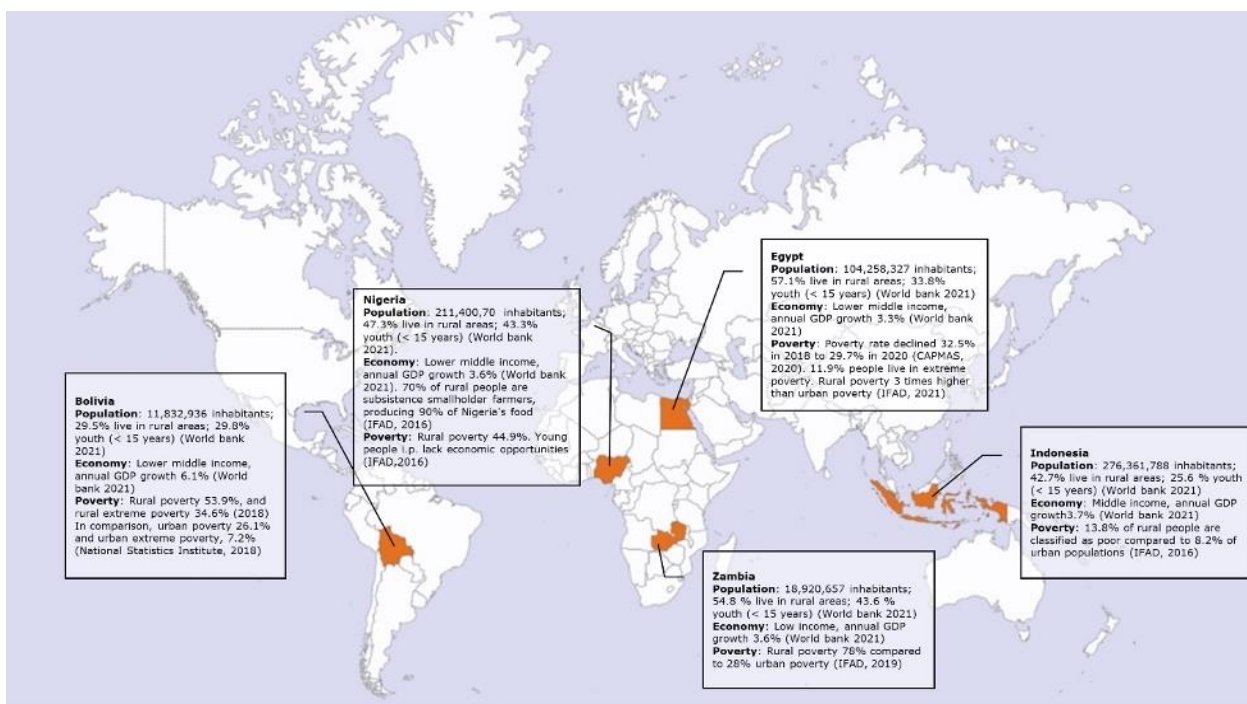 Egypt
Population: 104,258,327 inhabitants;
57.1% live in rural areas; 33.8%
youth (< 15 years) (World bank 2021)
Economy: Lower middle income,
annual GDP growth 3.3% (World bank
2021)
Poverty: Poverty rate declined 32.5%
in 2018 to 29.7% in 2020 (CAPMAS,
2020). 11.9% people live in extreme
poverty. Rural poverty 3 times higher
than urban poverty (IFAD, 2021)
Nigeria
Population: 211,400,70 inhabitants;
47.3% live in rural areas; 43.3%
youth (< 15 years) (World bank
2021).
Economy: Lower middle income,
annual GDP growth 3.6% (World bank
2021). 70% of rural people are
subsistence smallholder farmers,
producing 90% of Nigeria's food
(IFAD, 2016)
Poverty: Rural poverty 44.9%. Young
people i.p. lack economic opportunities
(IFAD,2016)
Bolivia
Population: 11,832,936 inhabitants;
29.5% live in rural areas; 29.8%
youth (< 15 years) (World bank
2021)
Economy: Lower middle income,
annual GDP growth 6.1% (World
bank 2021)
Poverty: Rural poverty 53.9%, and
rural extreme poverty 34.6% (2018)
In comparison, urban poverty 26.1%
and urban extreme poverty, 7.2%
(National Statistics Institute, 2018)
Indonesia
Population: 276,361,788 inhabitants;
42.7% live in rural areas; 25.6 % youth
(< 15 years) (World bank 2021)
Economy: Middle income, annual GDP
growth3.7% (World bank 2021)
Poverty: 13.8% of rural people are
classified as poor compared to 8.2% of
urban populations (IFAD, 2016)
Zambia
Population: 18,920,657 inhabitants;
54.8 % live in rural areas; 43.6 %
youth (< 15 years) (World bank 2021)
Economy: Low income, annual GDP
growth 3.6% (World bank 2021)
Poverty: Rural poverty 78% compared
to 28% urban poverty (IFAD, 2019)